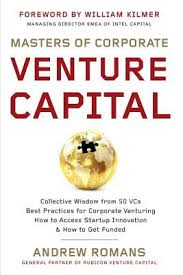 FOREWORD BY WILLIAM KILMER
MANAGING DIRECTOR EMEA OF INTEL CAPITAL
MASTERS OF CORPORATE
VENTURE
CAPITAL
Collective Wisdom from 50 VCs
Best Practices for Corporate Venturing
How to Access Startup Innovation
& How to Get Funded
ANDREW ROMANS
GENERAL PARTNER OF RUBICON VENTURE CAPITAL